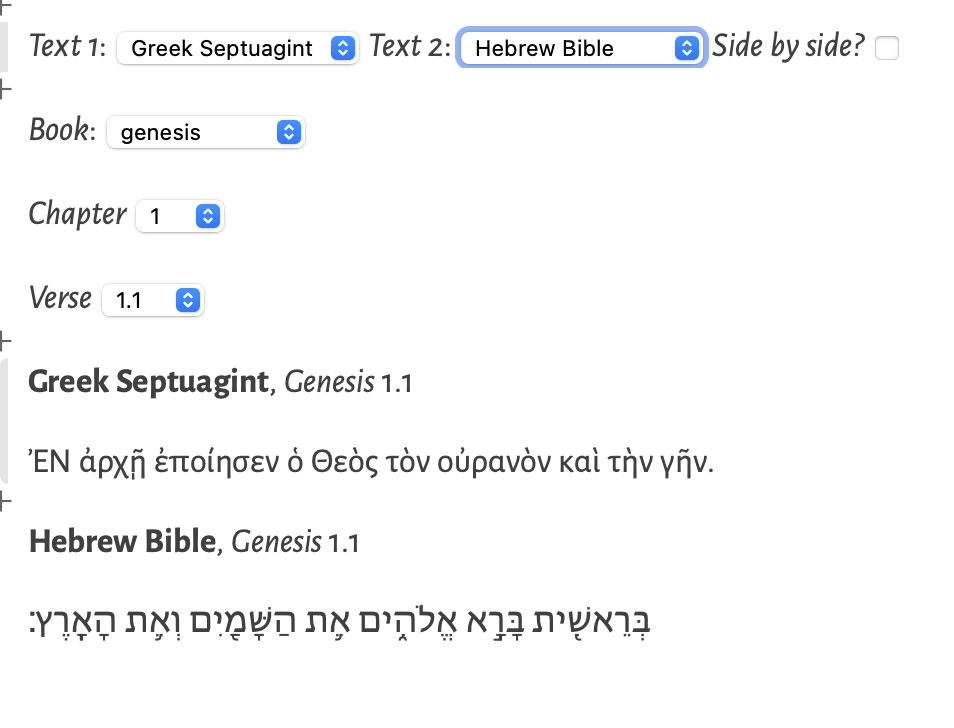 Text 1: Greek Septuagint Text 2: Hebrew Bible Side by side?
Book: genesis
Chapter 1
Verse 1.1
Greek Septuagint, Genesis 1.1
ἘΝ ἀρχῇ ἐποίησεν ὁ Θεὸς τὸν οὐρανὸν καὶ τὴν γῆν.
Hebrew Bible, Genesis 1.1
בְּרֵאשִׁ֖ית בָּרָ֣א אֱלֹהִ֑ים אֵ֥ת הַשָּׁמַ֖יִם וְאֵ֥ת הָאָֽרֶץ׃